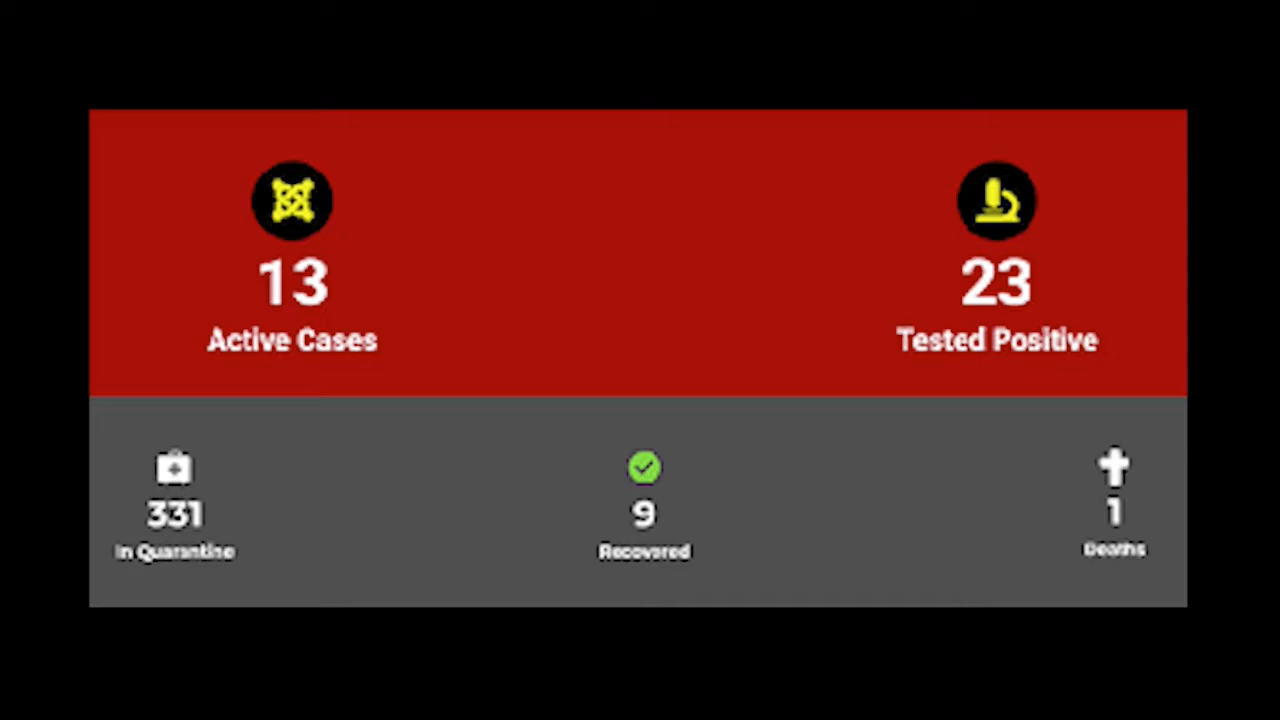 13
Active Cases
23
Tested Positive
331
In Quarantine
9
Recovered
1
Deaths